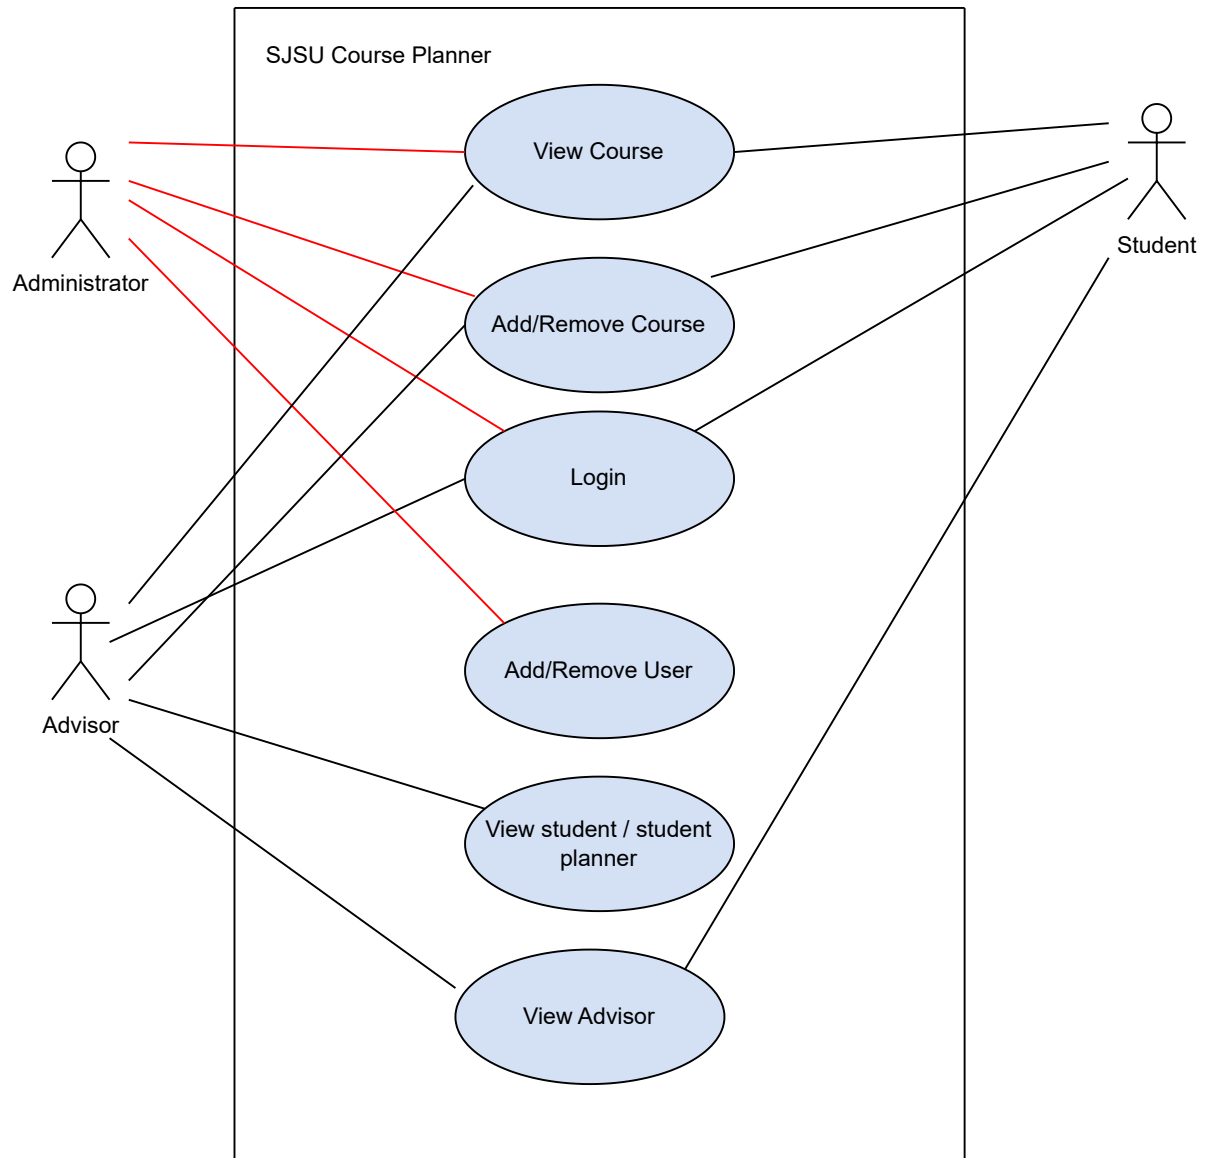 SJSU Course Planner
View Course
Administrator
Student
Add/Remove Course
Login
Add/Remove User
Advisor
View student / student
planner
View Advisor